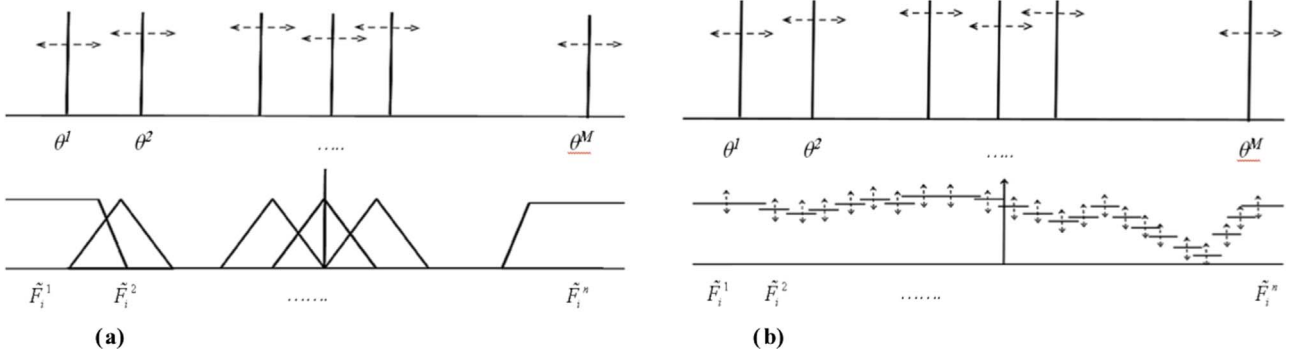 θ¹ θ² ..... θᴹ
F̃ᵢ¹ F̃ᵢ² ....... F̃ᵢⁿ
(a)
θ¹ θ² ..... θᴹ
F̃ᵢ¹ F̃ᵢ² ....... F̃ᵢⁿ
(b)